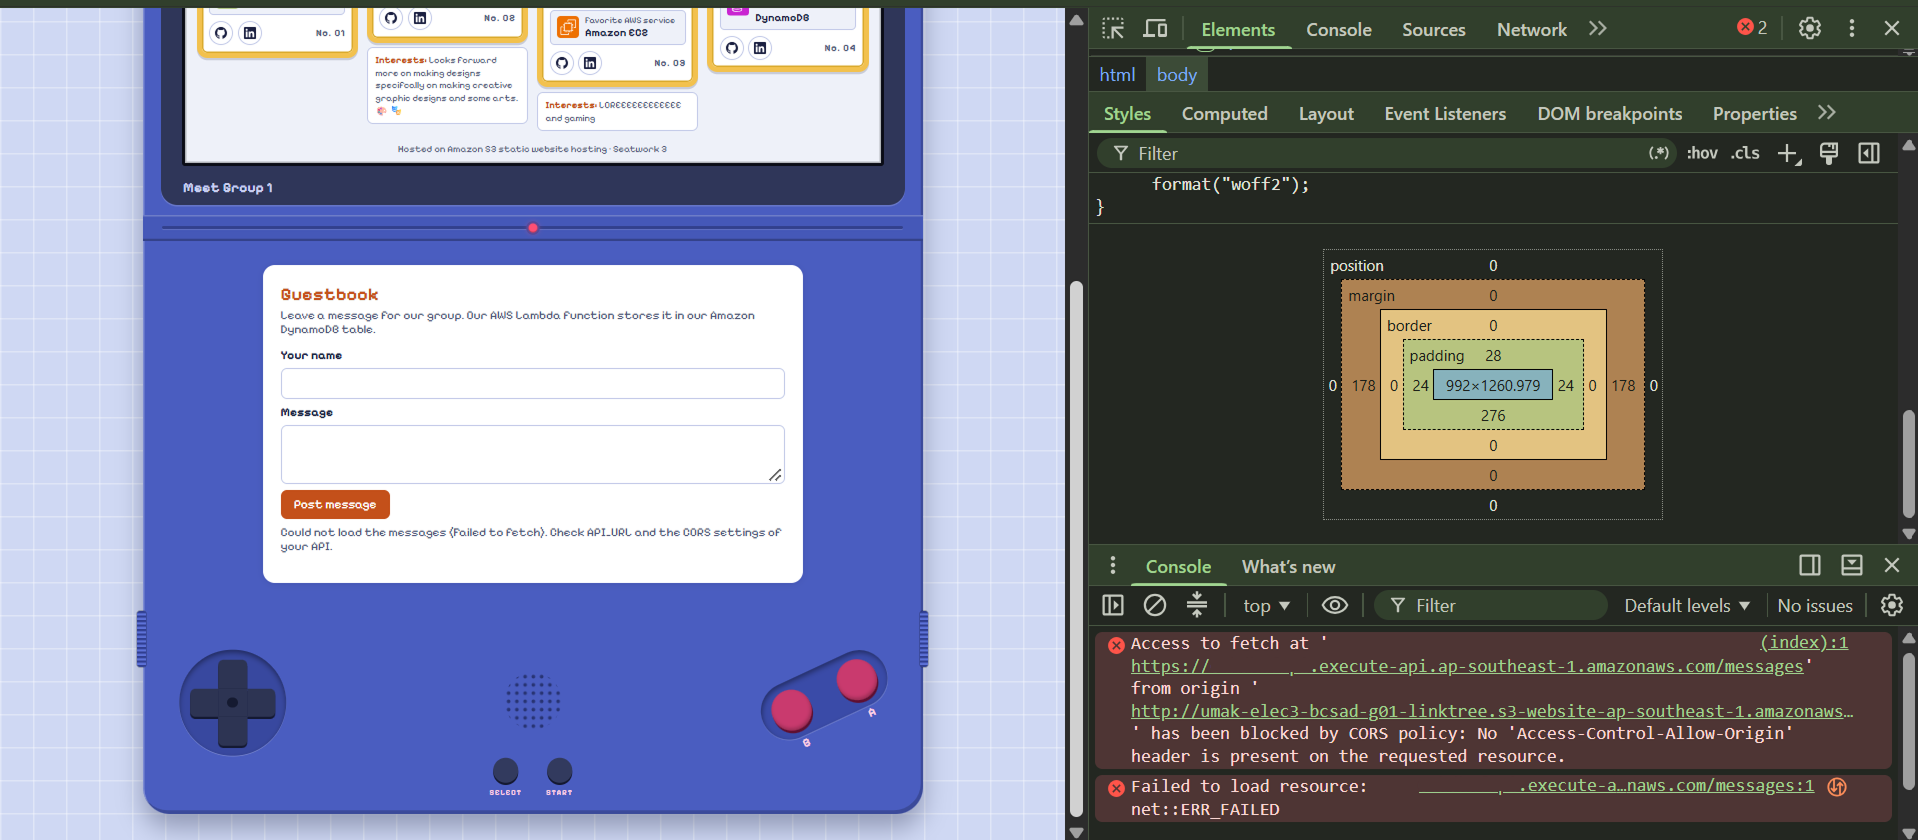 No. 01
No. 02
Favorite AWS service
Amazon EC2
No. 03
DynamoDB
No. 04
Interests: Looks forward
more on making designs
specifcally on making creative
graphic designs and some arts.
Interests: LOREEEEEEEEEEEE
and gaming
Hosted on Amazon S3 static website hosting · Seatwork 3
Meet Group 1
Guestbook
Leave a message for our group. Our AWS Lambda function stores it in our Amazon
DynamoDB table.
Your name
Message
Post message
Could not load the messages (Failed to fetch). Check API_URL and the CORS settings of
your API.
A
B
SELECT
START
Elements
Console
Sources
Network
2
html
body
Styles
Computed
Layout
Event Listeners
DOM breakpoints
Properties
Filter
(.*)
:hov
.cls
format("woff2");
}
position
0
margin
0
border
0
padding
28
0
178
0
24
992×1260.979
24
0
178
0
276
0
0
0
Console
What's new
top
Filter
Default levels
No issues
Access to fetch at '
(index):1
https://
.execute-api.ap-southeast-1.amazonaws.com/messages'
from origin '
http://umak-elec3-bcsad-g01-linktree.s3-website-ap-southeast-1.amazonaws…
' has been blocked by CORS policy: No 'Access-Control-Allow-Origin'
header is present on the requested resource.
Failed to load resource:
.execute-a…naws.com/messages:1
net::ERR_FAILED